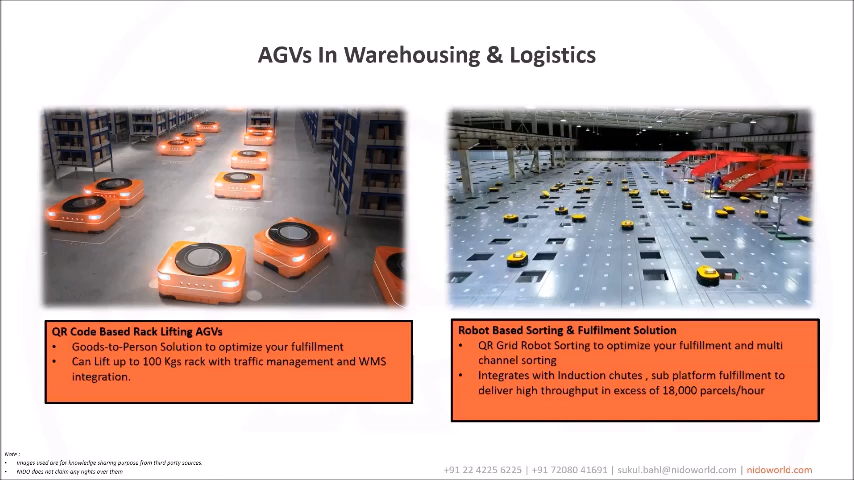 AGVs In Warehousing & Logistics
QR Code Based Rack Lifting AGVs
• Goods-to-Person Solution to optimize your fulfillment
• Can Lift up to 100 Kgs rack with traffic management and WMS
integration.
Robot Based Sorting & Fulfilment Solution
• QR Grid Robot Sorting to optimize your fulfillment and multi
channel sorting
• Integrates with Induction chutes , sub platform fulfillment to
deliver high throughput in excess of 18,000 parcels/hour
Note :
• Images used are for knowledge sharing purpose from third party sources.
• NIDO does not claim any rights over them
+91 22 4225 6225 | +91 72080 41691 | sukul.bahl@nidoworld.com | nidoworld.com